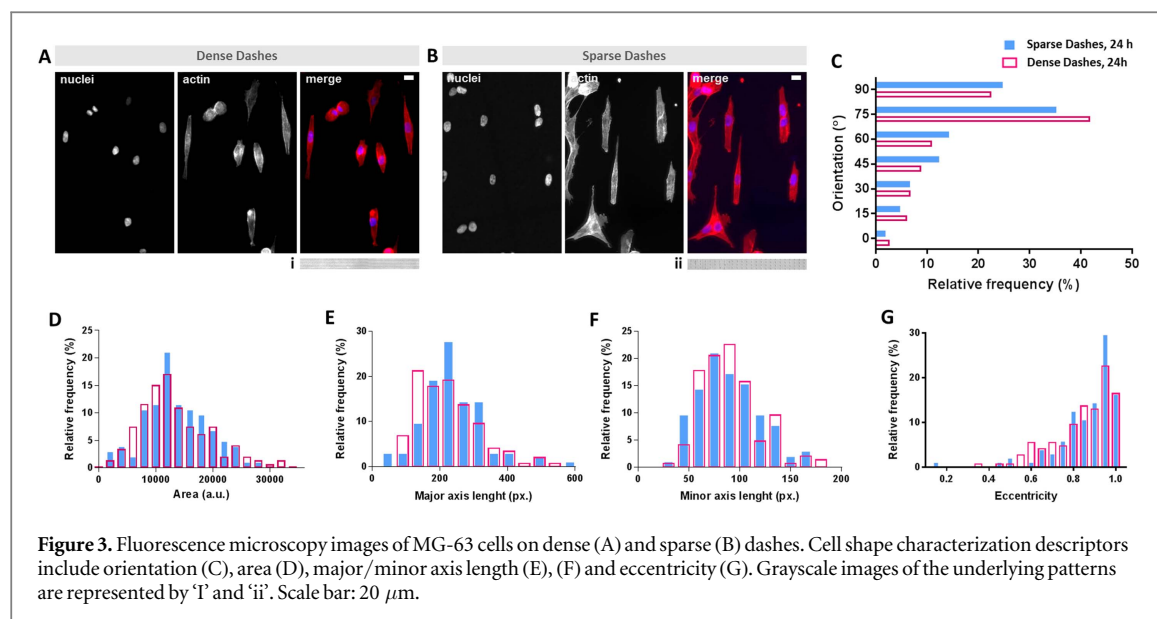 A
Dense Dashes
nuclei
actin
merge
i
B
Sparse Dashes
nuclei
actin
merge
ii
C
Sparse Dashes, 24 h
Dense Dashes, 24h
Orientation (°)
90
75
60
45
30
15
0
0 10 20 30 40 50
Relative frequency (%)
D
Relative frequency (%)
25
20
15
10
5
0
10000 20000 30000
Area (a.u.)
E
Relative frequency (%)
30
20
10
0
0 200 400 600
Major axis lenght (px.)
F
Relative frequency (%)
25
20
15
10
5
0
0 50 100 150 200
Minor axis lenght (px.)
G
Relative frequency (%)
30
20
10
0
0.2 0.4 0.6 0.8 1.0
Eccentricity
Figure 3. Fluorescence microscopy images of MG-63 cells on dense (A) and sparse (B) dashes. Cell shape characterization descriptors
include orientation (C), area (D), major/minor axis length (E), (F) and eccentricity (G). Grayscale images of the underlying patterns
are represented by ‘I’ and ‘ii’. Scale bar: 20 μm.